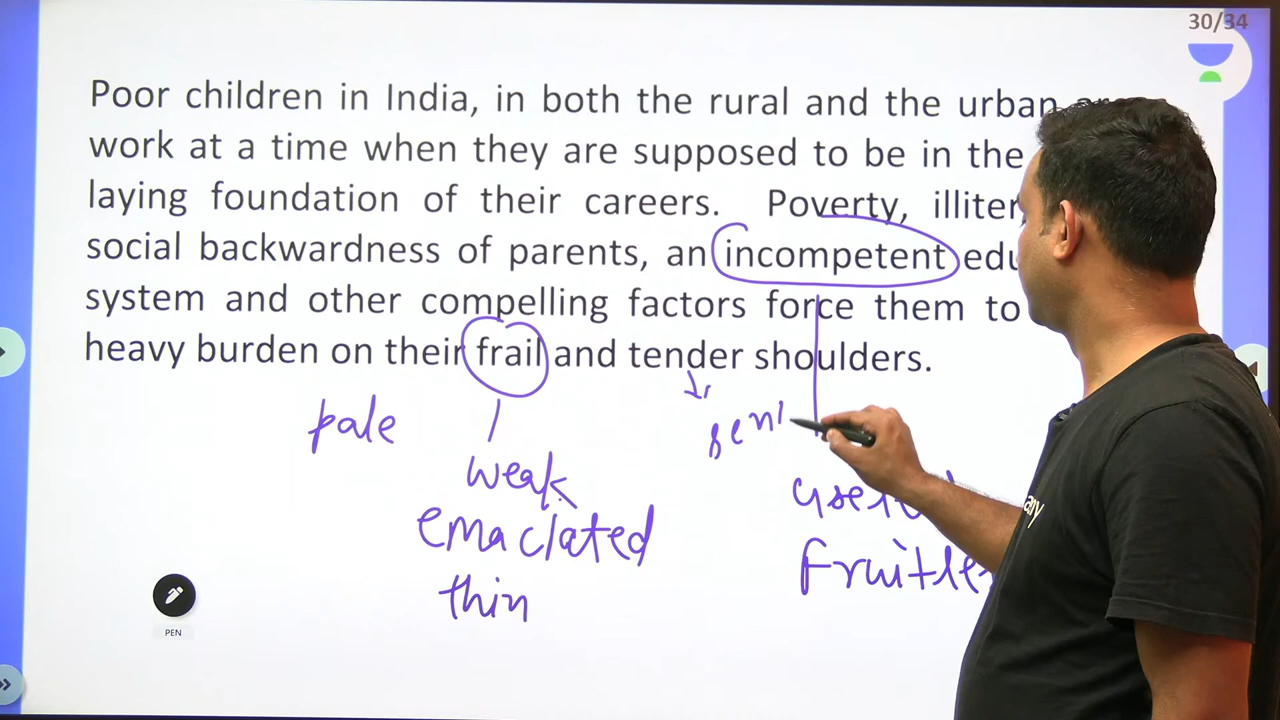 30/34
Poor children in India, in both the rural and the urban
work at a time when they are supposed to be in the
laying foundation of their careers. Poverty,
social backwardness of parents, an incompetent
system and other compelling factors force them to
heavy burden on their frail and tender shoulders.
pale
weak
emaciated
thin
PEN